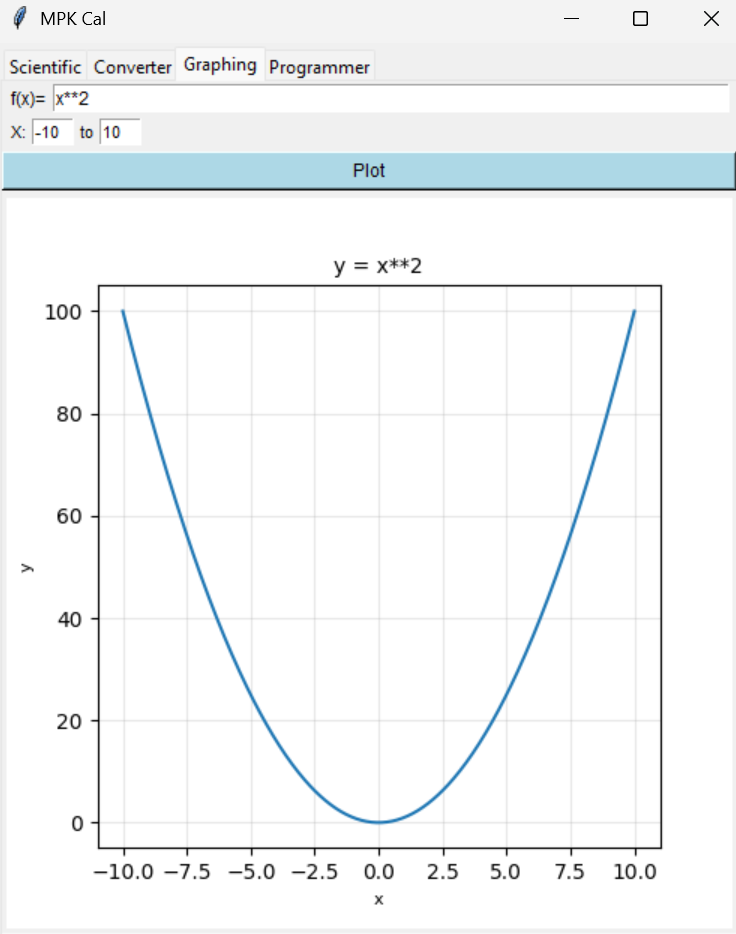 MPK Cal
Scientific Converter Graphing Programmer
f(x)= x**2
X: -10 to 10
Plot
y = x**2
100
80
60
y
40
20
0
−10.0 −7.5 −5.0 −2.5 0.0 2.5 5.0 7.5 10.0
x